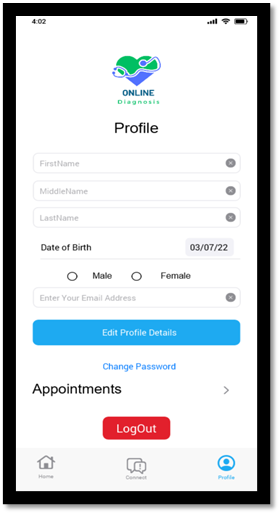 4:02
ONLINE
Diagnosis
Profile
FirstName
MiddleName
LastName
Date of Birth 03/07/22
Male Female
Enter Your Email Address
Edit Profile Details
Change Password
Appointments
LogOut
Home Connect Profile